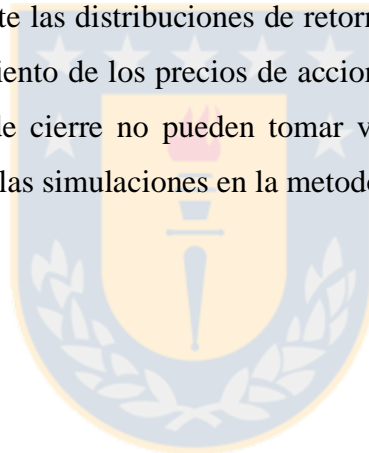 te las distribuciones de retorn
iento de los precios de accion
de cierre no pueden tomar v
las simulaciones en la metodo